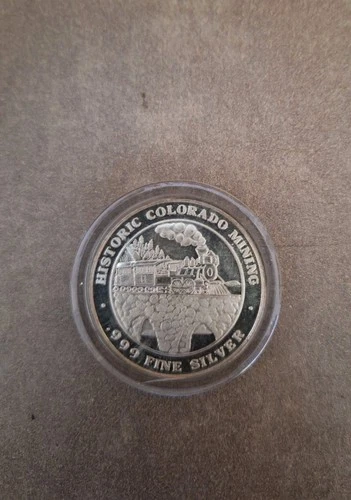 HISTORIC COLORADO MINING
.999 FINE SILVER